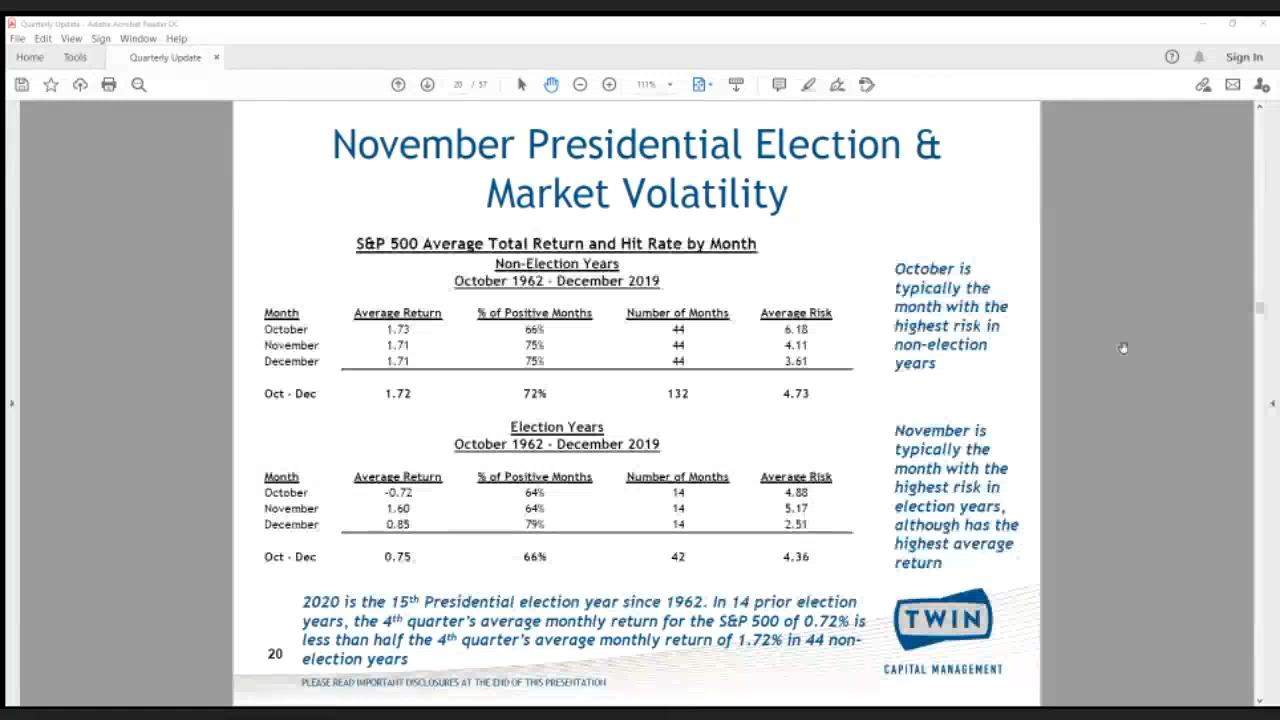 Quarterly Update - Adobe Acrobat Reader DC
File Edit View Sign Window Help
Home Tools Quarterly Update × Sign In
20 / 57 111%
November Presidential Election &
Market Volatility
S&P 500 Average Total Return and Hit Rate by Month
Non-Election Years
October 1962 - December 2019
Month Average Return % of Positive Months Number of Months Average Risk
October 1.73 66% 44 6.18
November 1.71 75% 44 4.11
December 1.71 75% 44 3.61
Oct - Dec 1.72 72% 132 4.73
October is
typically the
month with the
highest risk in
non-election
years
Election Years
October 1962 - December 2019
Month Average Return % of Positive Months Number of Months Average Risk
October -0.72 64% 14 4.88
November 1.60 64% 14 5.17
December 0.85 79% 14 2.51
Oct - Dec 0.75 66% 42 4.36
November is
typically the
month with the
highest risk in
election years,
although has the
highest average
return
2020 is the 15th Presidential election year since 1962. In 14 prior election
years, the 4th quarter's average monthly return for the S&P 500 of 0.72% is
less than half the 4th quarter's average monthly return of 1.72% in 44 non-
election years
20
PLEASE READ IMPORTANT DISCLOSURES AT THE END OF THIS PRESENTATION
TWIN
CAPITAL MANAGEMENT